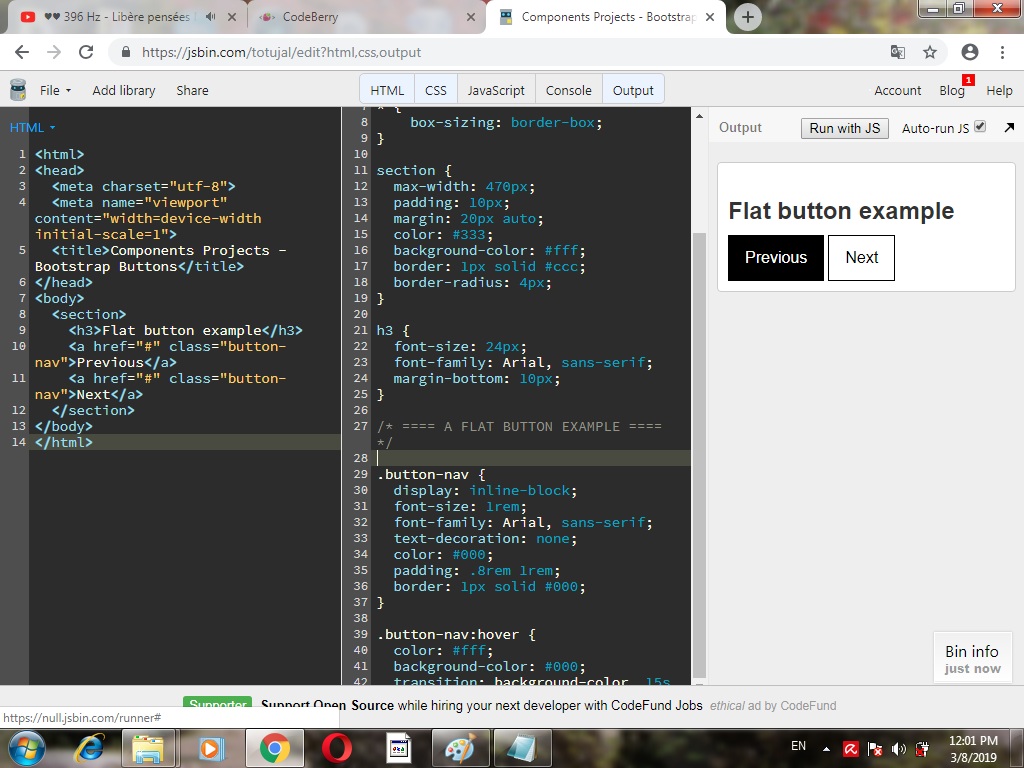 ♥♥ 396 Hz - Libère pensées
CodeBerry
Components Projects - Bootstrap
https://jsbin.com/totujal/edit?html,css,output
File
Add library
Share
HTML
CSS
JavaScript
Console
Output
Account
Blog
1
Help
HTML
1 <html>
2 <head>
3 <meta charset="utf-8">
4 <meta name="viewport"
content="width=device-width
initial-scale=1">
5 <title>Components Projects -
Bootstrap Buttons</title>
6 </head>
7 <body>
8 <section>
9 <h3>Flat button example</h3>
10 <a href="#" class="button-
nav">Previous</a>
11 <a href="#" class="button-
nav">Next</a>
12 </section>
13 </body>
14 </html>
7 * {
8 box-sizing: border-box;
9 }
10
11 section {
12 max-width: 470px;
13 padding: 10px;
14 margin: 20px auto;
15 color: #333;
16 background-color: #fff;
17 border: 1px solid #ccc;
18 border-radius: 4px;
19 }
20
21 h3 {
22 font-size: 24px;
23 font-family: Arial, sans-serif;
24 margin-bottom: 10px;
25 }
26
27 /* ==== A FLAT BUTTON EXAMPLE ====
*/
28
29 .button-nav {
30 display: inline-block;
31 font-size: 1rem;
32 font-family: Arial, sans-serif;
33 text-decoration: none;
34 color: #000;
35 padding: .8rem 1rem;
36 border: 1px solid #000;
37 }
38
39 .button-nav:hover {
40 color: #fff;
41 background-color: #000;
42 transition: background-color .15s
Output
Run with JS
Auto-run JS
Flat button example
Previous
Next
Bin info
just now
Supporter
Support Open Source while hiring your next developer with CodeFund Jobs ethical ad by CodeFund
https://null.jsbin.com/runner#
EN
12:01 PM
3/8/2019